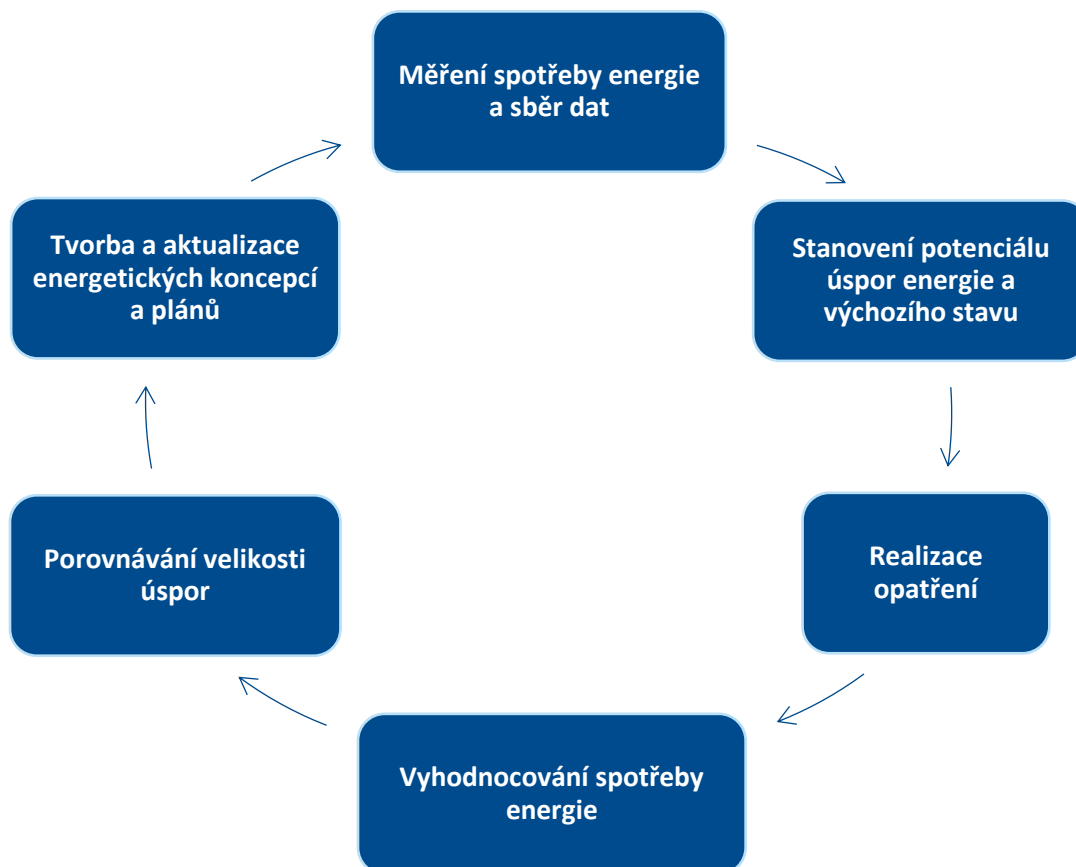 Měření spotřeby energie
a sběr dat
Stanovení potenciálu
úspor energie a
výchozího stavu
Realizace
opatření
Vyhodnocování spotřeby
energie
Porovnávání velikosti
úspor
Tvorba a aktualizace
energetických koncepcí
a plánů